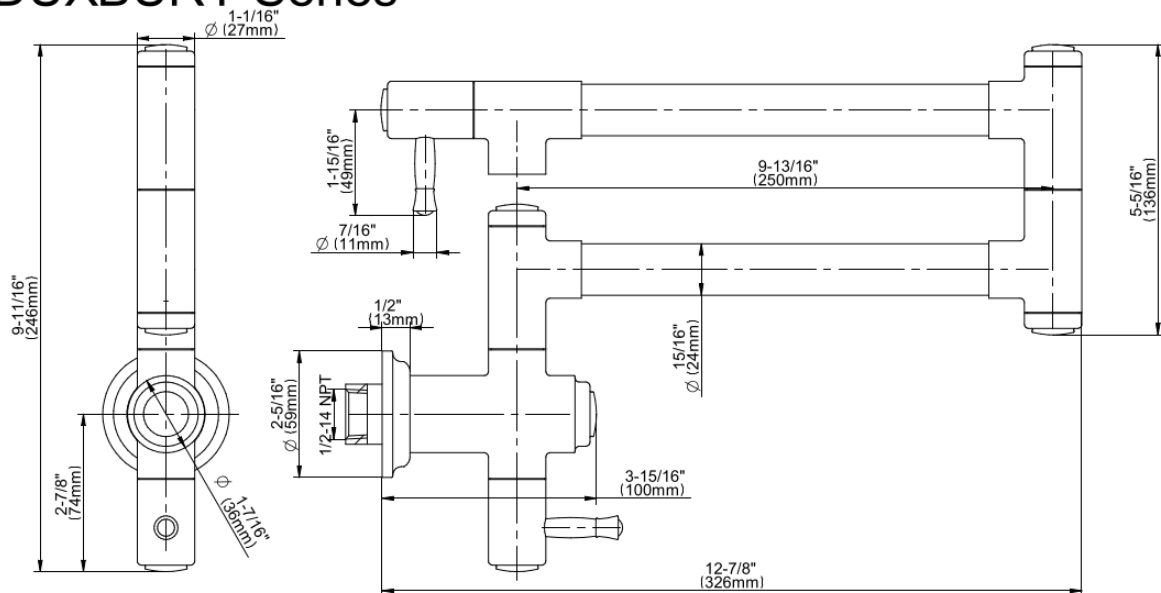 DUXBURY Series
1-1/16"
Ø (27mm)
9-11/16"
(246mm)
2-7/8"
(74mm)
Ø 1-7/16"
(36mm)
1-15/16"
(49mm)
7/16"
Ø (11mm)
9-13/16"
(250mm)
5-5/16"
(136mm)
1/2"
(13mm)
2-5/16"
Ø (59mm)
1/2-14 NPT
15/16"
Ø (24mm)
3-15/16"
(100mm)
12-7/8"
(326mm)